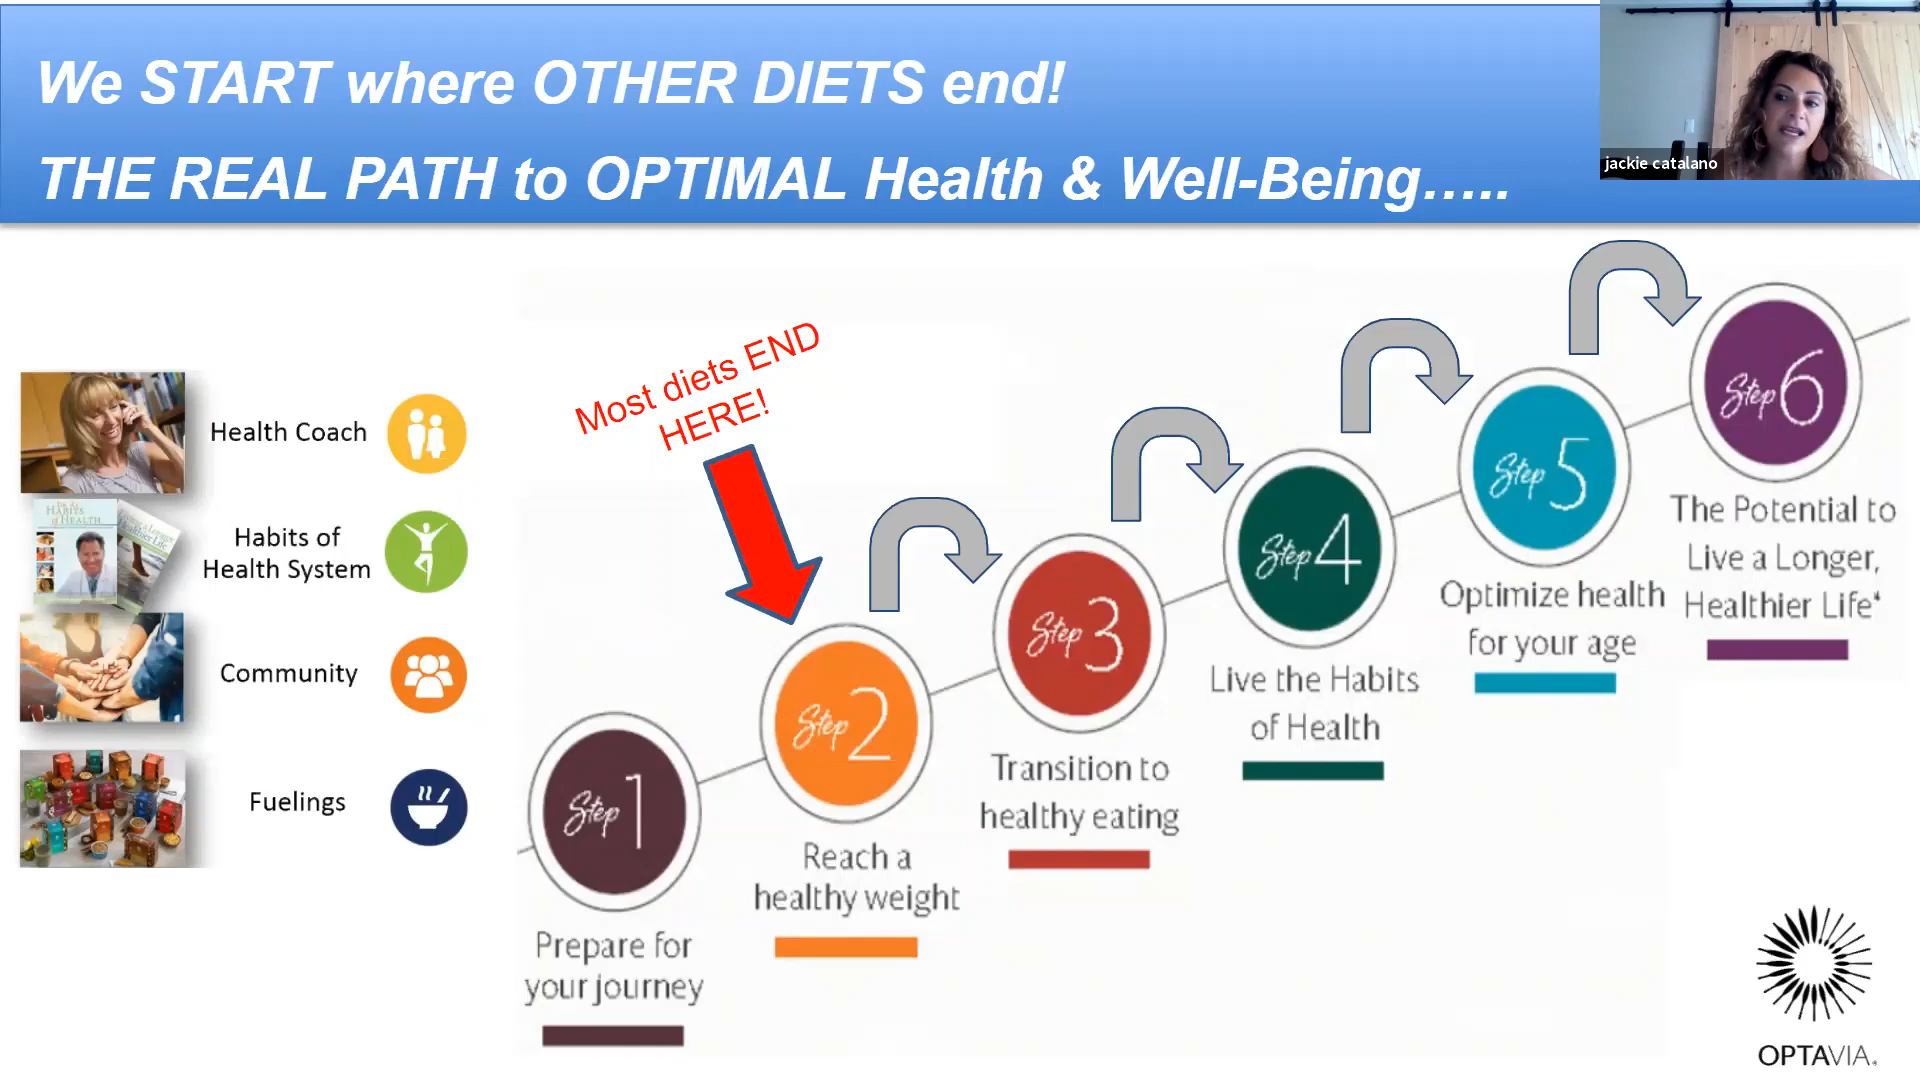 We START where OTHER DIETS end!
THE REAL PATH to OPTIMAL Health & Well-Being.....
jackie catalano
Most diets END
HERE!
Health Coach
HABITS
of HEALTH
Habits of
Health System
Community
Fuelings
Step 1
Prepare for
your journey
Step 2
Reach a
healthy weight
Step 3
Transition to
healthy eating
Step 4
Live the Habits
of Health
Step 5
Optimize health
for your age
Step 6
The Potential to
Live a Longer,
Healthier Life*
OPTAVIA